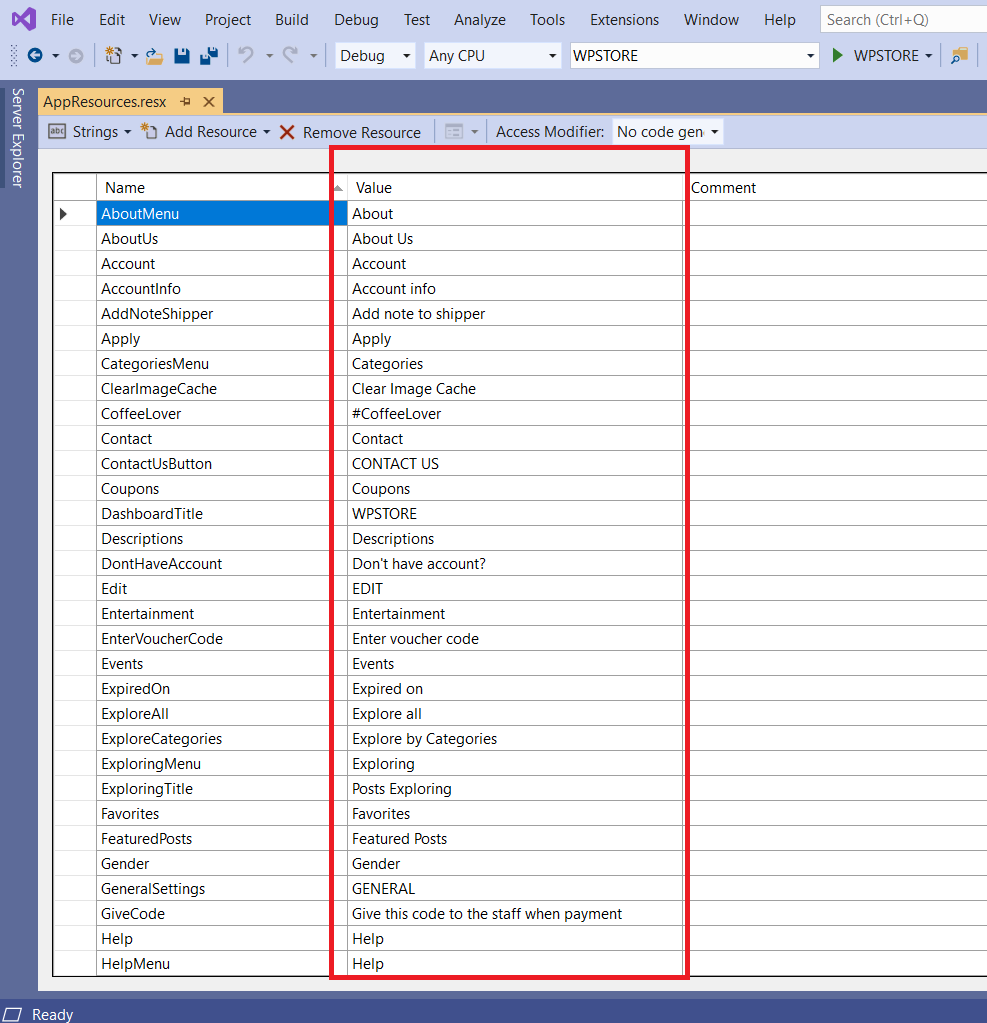 File Edit View Project Build Debug Test Analyze Tools Extensions Window Help Search (Ctrl+Q)
Debug Any CPU WPSTORE WPSTORE
Server Explorer
AppResources.resx
abc Strings Add Resource Remove Resource Access Modifier: No code gen
Name Value Comment
AboutMenu About
AboutUs About Us
Account Account
AccountInfo Account info
AddNoteShipper Add note to shipper
Apply Apply
CategoriesMenu Categories
ClearImageCache Clear Image Cache
CoffeeLover #CoffeeLover
Contact Contact
ContactUsButton CONTACT US
Coupons Coupons
DashboardTitle WPSTORE
Descriptions Descriptions
DontHaveAccount Don't have account?
Edit EDIT
Entertainment Entertainment
EnterVoucherCode Enter voucher code
Events Events
ExpiredOn Expired on
ExploreAll Explore all
ExploreCategories Explore by Categories
ExploringMenu Exploring
ExploringTitle Posts Exploring
Favorites Favorites
FeaturedPosts Featured Posts
Gender Gender
GeneralSettings GENERAL
GiveCode Give this code to the staff when payment
Help Help
HelpMenu Help
Ready